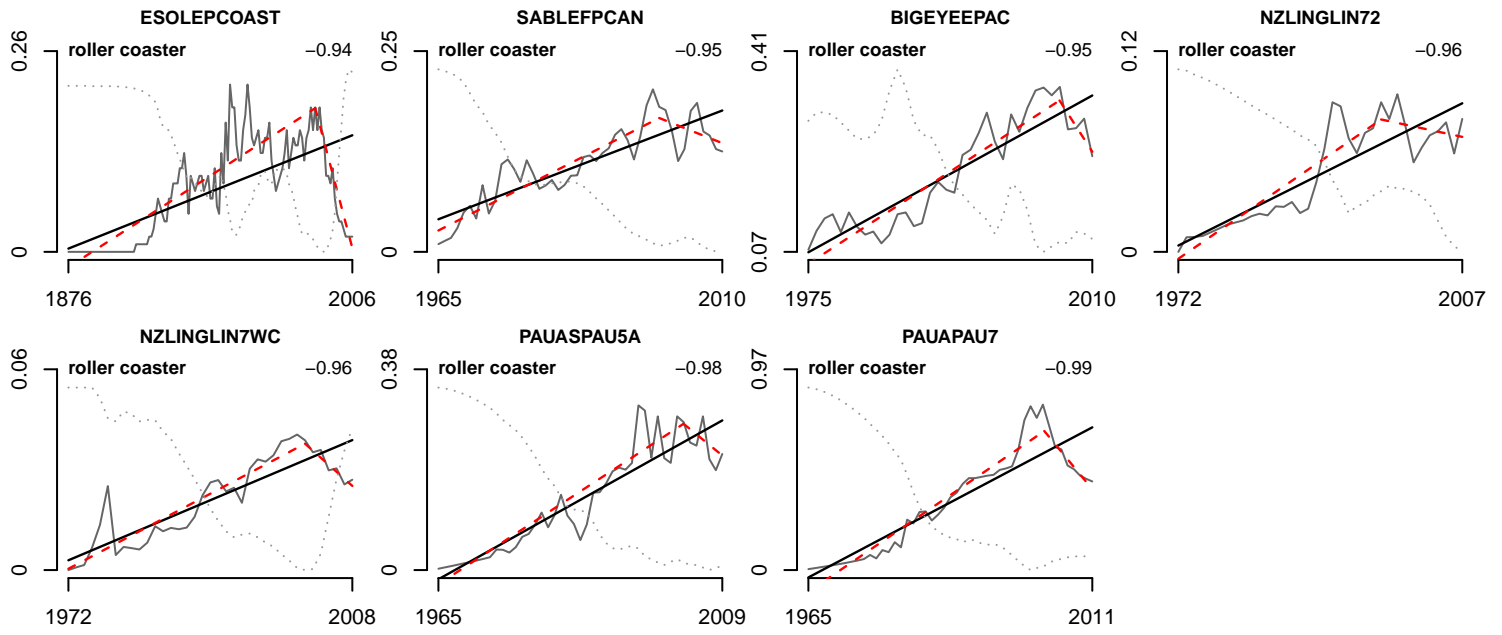 ESOLEPCOAST
roller coaster
−0.94
0.26
0
1876
2006
SABLEFPCAN
roller coaster
−0.95
0.25
0
1965
2010
BIGEYEEPAC
roller coaster
−0.95
0.41
0.07
1975
2010
NZLINGLIN72
roller coaster
−0.96
0.12
0
1972
2007
NZLINGLIN7WC
roller coaster
−0.96
0.06
0
1972
2008
PAUASPAU5A
roller coaster
−0.98
0.38
0
1965
2009
PAUAPAU7
roller coaster
−0.99
0.97
0
1965
2011